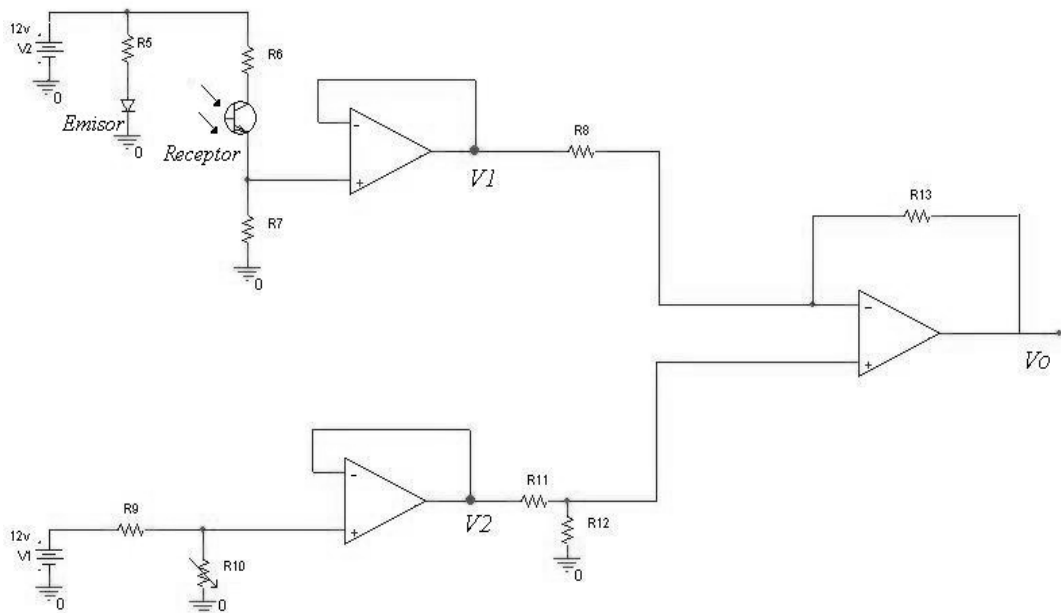 12v
V2
0
R5
Emisor
0
R6
Receptor
R7
0
-
+
V1
R8
R13
-
+
Vo
12v
V1
0
R9
R10
0
-
+
V2
R11
R12
0